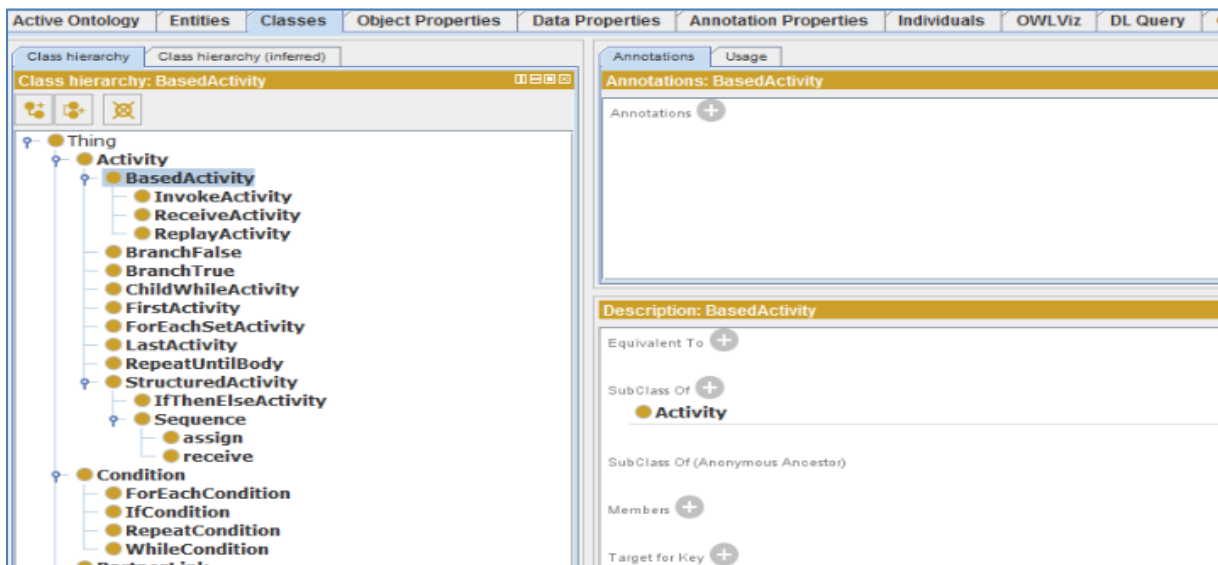 Active Ontology Entities Classes Object Properties Data Properties Annotation Properties Individuals OWLViz DL Query
Class hierarchy Class hierarchy (inferred)
Class hierarchy: BasedActivity
Thing
Activity
BasedActivity
InvokeActivity
ReceiveActivity
ReplayActivity
BranchFalse
BranchTrue
ChildWhileActivity
FirstActivity
ForEachSetActivity
LastActivity
RepeatUntilBody
StructuredActivity
IfThenElseActivity
Sequence
assign
receive
Condition
ForEachCondition
IfCondition
RepeatCondition
WhileCondition
Annotations Usage
Annotations: BasedActivity
Annotations
Description: BasedActivity
Equivalent To
SubClass Of
Activity
SubClass Of (Anonymous Ancestor)
Members
Target for Key